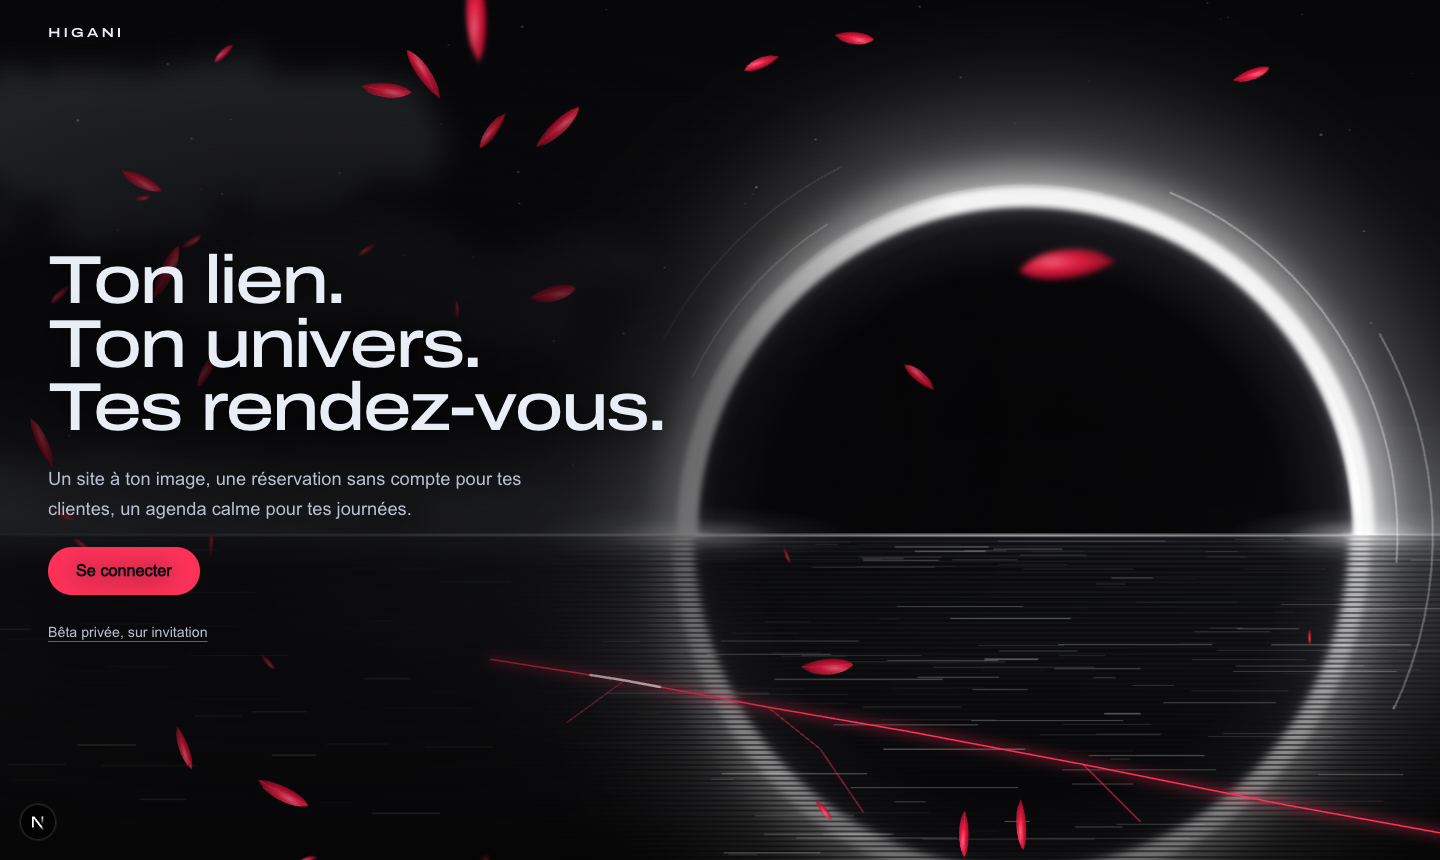 HIGANI
Ton lien.
Ton univers.
Tes rendez-vous.
Un site à ton image, une réservation sans compte pour tes
clientes, un agenda calme pour tes journées.
Se connecter
Bêta privée, sur invitation
N